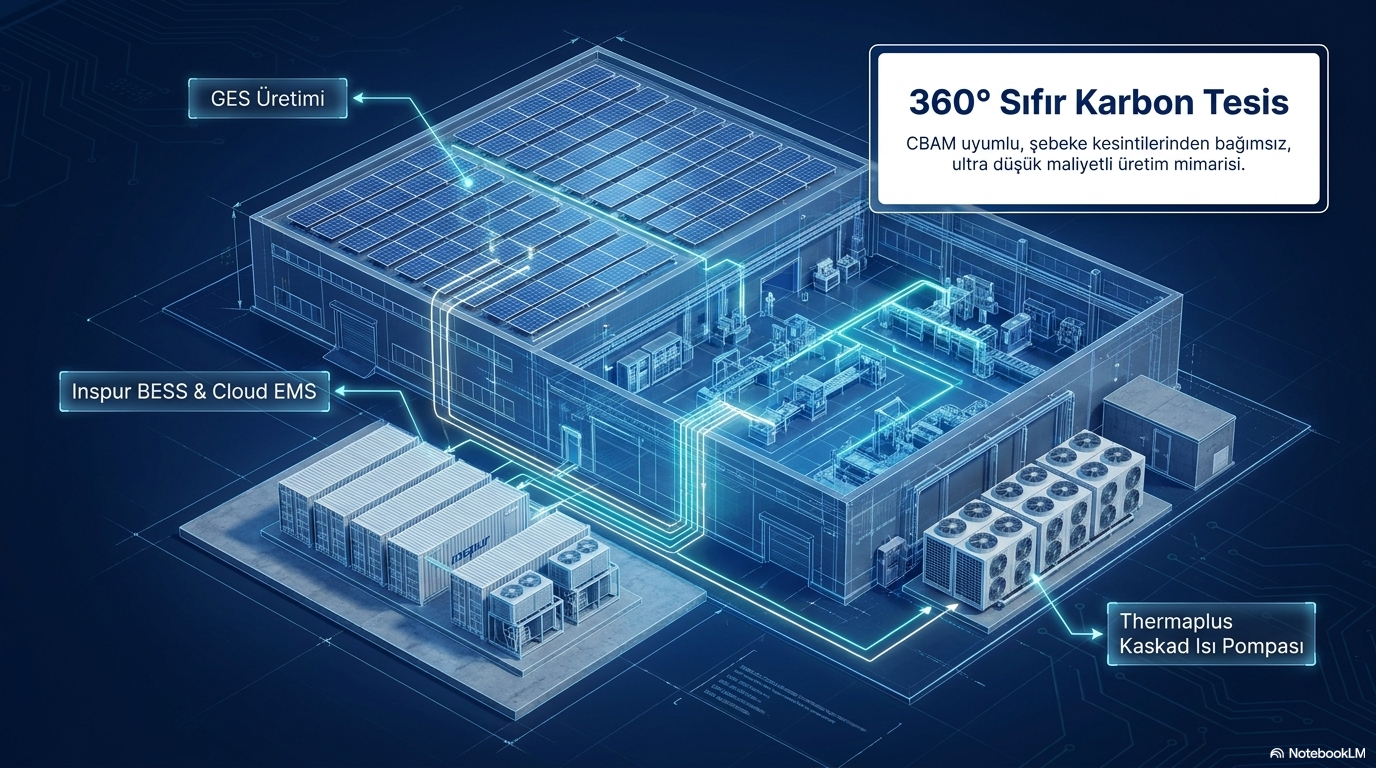 GES Üretimi
360° Sıfır Karbon Tesis
CBAM uyumlu, şebeke kesintilerinden bağımsız,
ultra düşük maliyetli üretim mimarisi.
Inspur BESS & Cloud EMS
Thermaplus
Kaskad Isı Pompası
NotebookLM